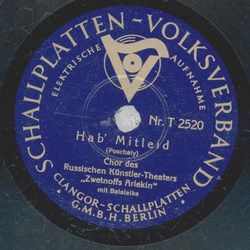 SCHALLPLATTEN-VOLKSVERBAND
ELEKTRISCHE AUFNAHME
Nr. T 2520
Hab' Mitleid
(Poschaly)
Chor des
Russischen Künstler-Theaters
„Zwetnoffs Arlekin"
mit Balalaika
CLANGOR-SCHALLPLATTEN
G.M.B.H. BERLIN